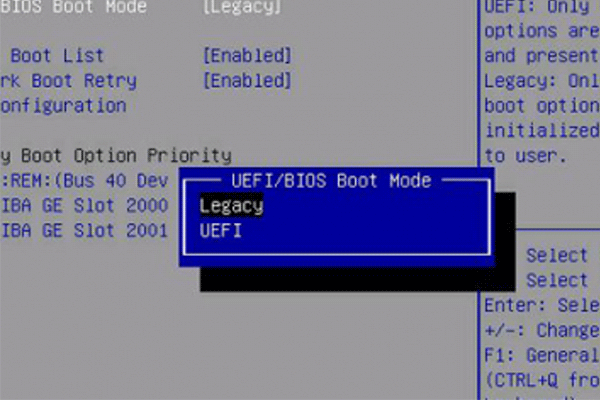 BIOS Boot Mode [Legacy]
Boot List [Enabled]
rk Boot Retry [Enabled]
onfiguration
y Boot Option Priority
:REM:(Bus 40 Dev
IBA GE Slot 2000
IBA GE Slot 2001
UEFI/BIOS Boot Mode
Legacy
UEFI
UEFI: Only
options are
and present
Legacy: Onl
boot option
initialized
to user.
Select
Select
Enter: Sele
+/-: Change
F1: General
(CTRL+Q fro